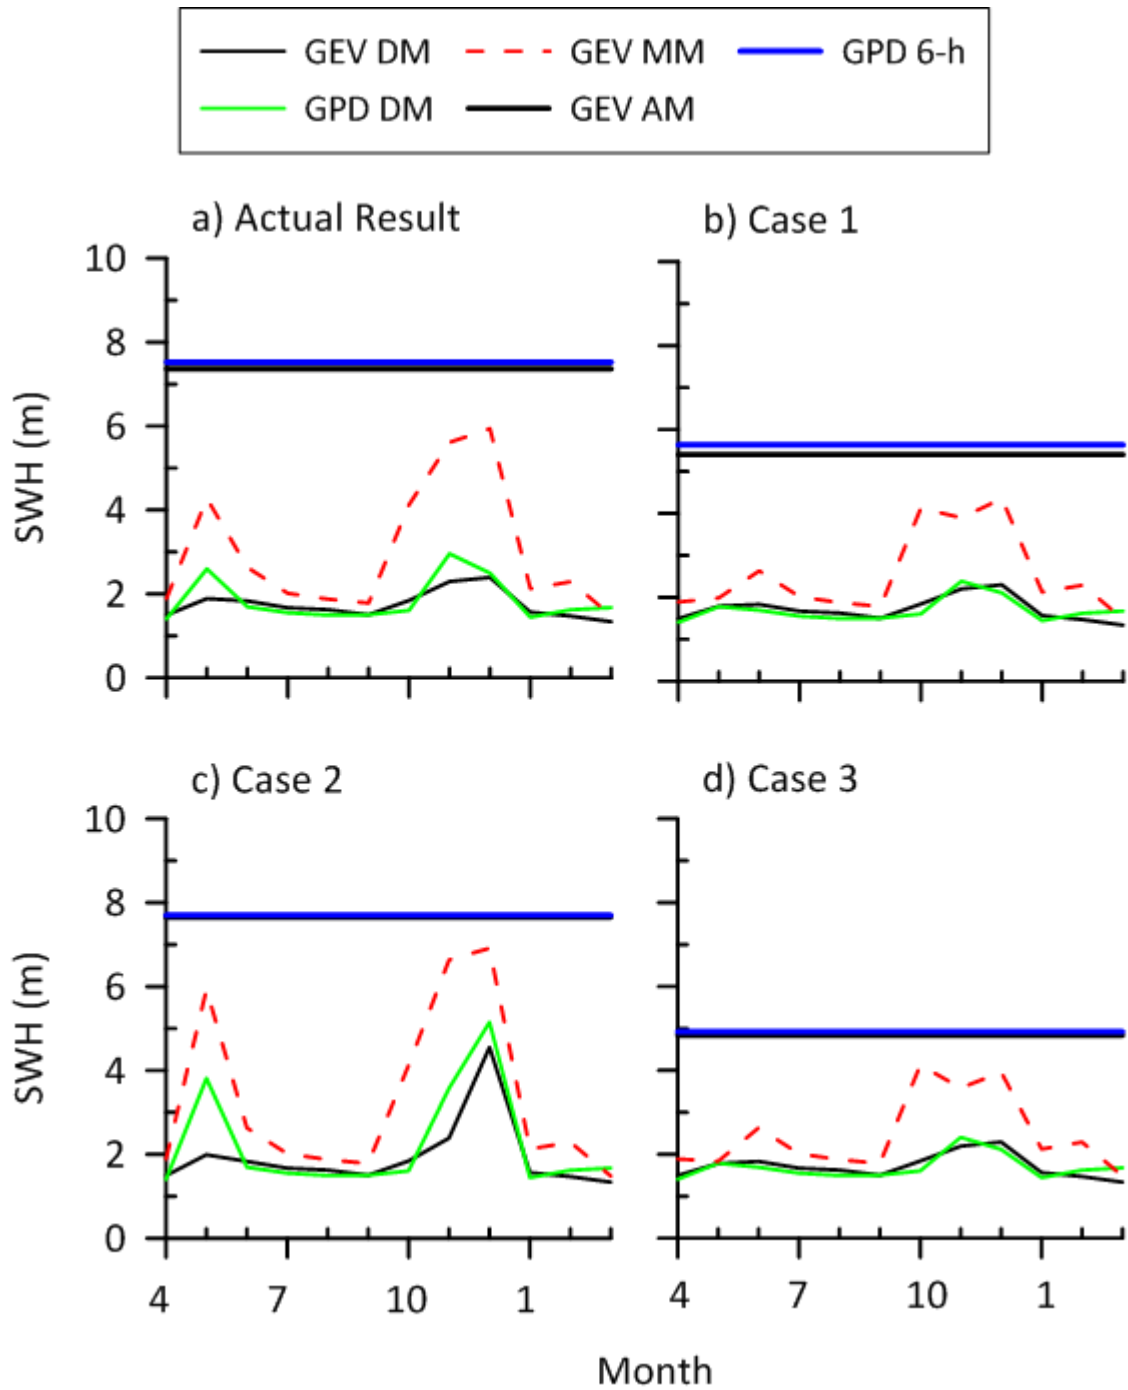 GEV DM GEV MM GPD 6-h
GPD DM GEV AM
a) Actual Result
b) Case 1
10
8
6
4
2
0
SWH (m)
c) Case 2
d) Case 3
10
8
6
4
2
0
SWH (m)
4 7 10 1
4 7 10 1
Month